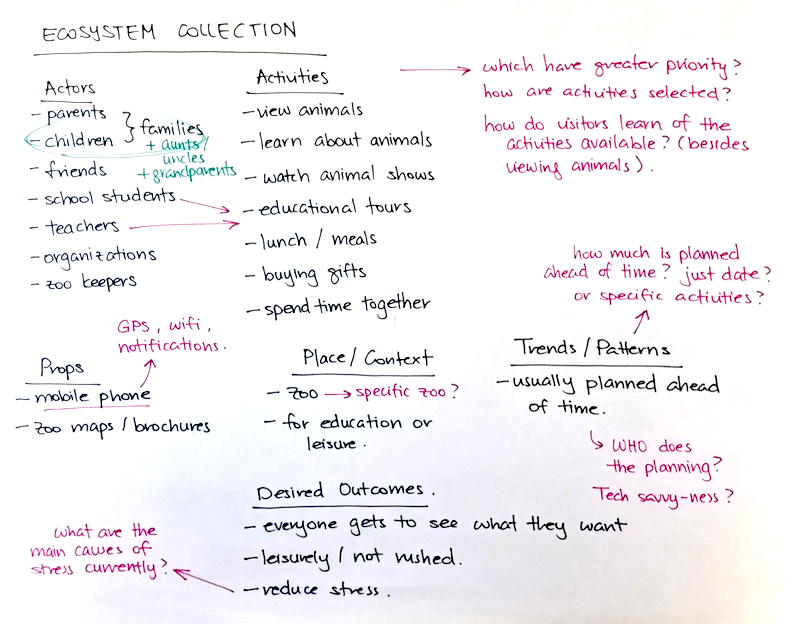 ECOSYSTEM COLLECTION
Actors
- parents
- children
} families
+ aunts/
uncles
+ grandparents
- friends
- school students
- teachers
- organizations
- zoo keepers
Activities
- view animals
- learn about animals
- watch animal shows
- educational tours
- lunch / meals
- buying gifts
- spend time together
→ which have greater priority?
how are activities selected?
how do visitors learn of the
activities available? (besides
viewing animals).
GPS, wifi,
notifications.
Props
- mobile phone
- zoo maps / brochures
Place / Context
- zoo → specific zoo?
- for education or
leisure.
how much is planned
ahead of time? just date?
or specific activities?
Trends / Patterns
- usually planned ahead
of time.
↳ WHO does
the planning?
Tech savvy-ness?
Desired Outcomes.
- everyone gets to see what they want
- leisurely / not rushed.
- reduce stress.
what are the
main causes of
stress currently?